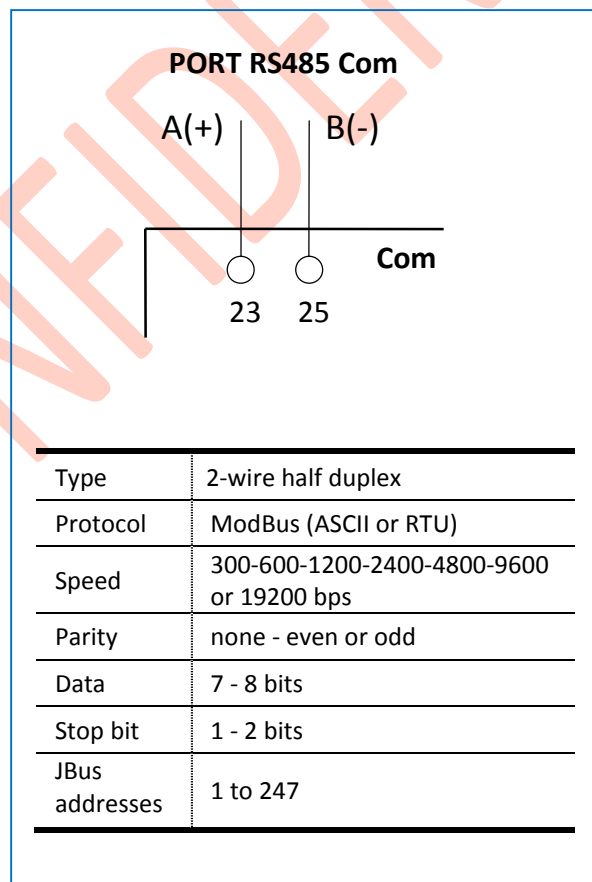 PORT RS485 Com
A(+) B(-)
Com
23 25
Type 2-wire half duplex
Protocol ModBus (ASCII or RTU)
Speed 300-600-1200-2400-4800-9600
or 19200 bps
Parity none - even or odd
Data 7 - 8 bits
Stop bit 1 - 2 bits
JBus
addresses 1 to 247
NFIDEN